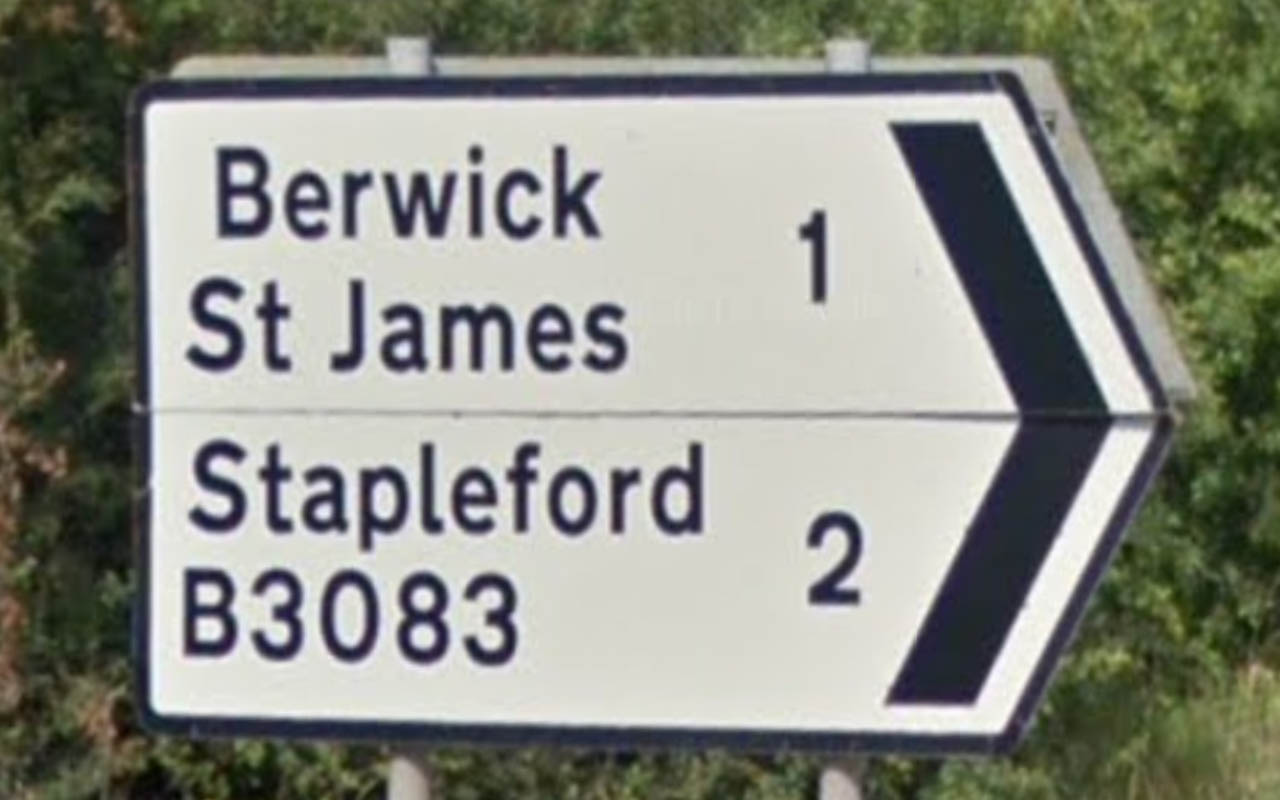 Berwick
St James 1
Stapleford
B3083 2